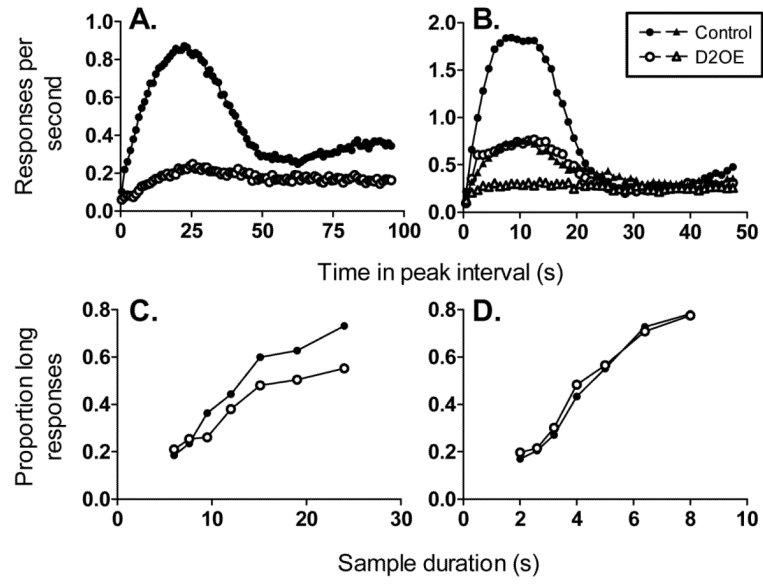 A.
B.
Control
D2OE
Responses per
second
1.0
0.8
0.6
0.4
0.2
0.0
0 25 50 75 100
2.0
1.5
1.0
0.5
0.0
0 10 20 30 40 50
Time in peak interval (s)
C.
D.
Proportion long
responses
0.8
0.6
0.4
0.2
0.0
0 10 20 30
0.8
0.6
0.4
0.2
0.0
0 2 4 6 8 10
Sample duration (s)